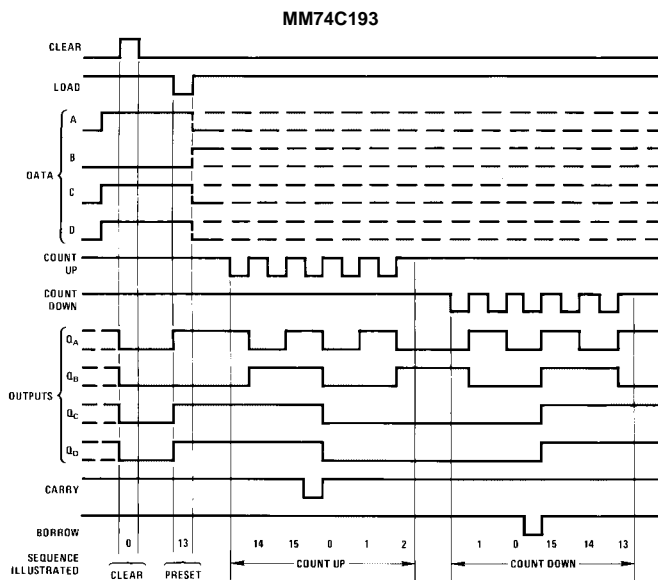 MM74C193
CLEAR
LOAD
A
B
DATA
C
D
COUNT
UP
COUNT
DOWN
QA
QB
OUTPUTS
QC
QD
CARRY
BORROW
0 13 14 15 0 1 2 1 0 15 14 13
SEQUENCE
ILLUSTRATED
CLEAR PRESET COUNT UP COUNT DOWN